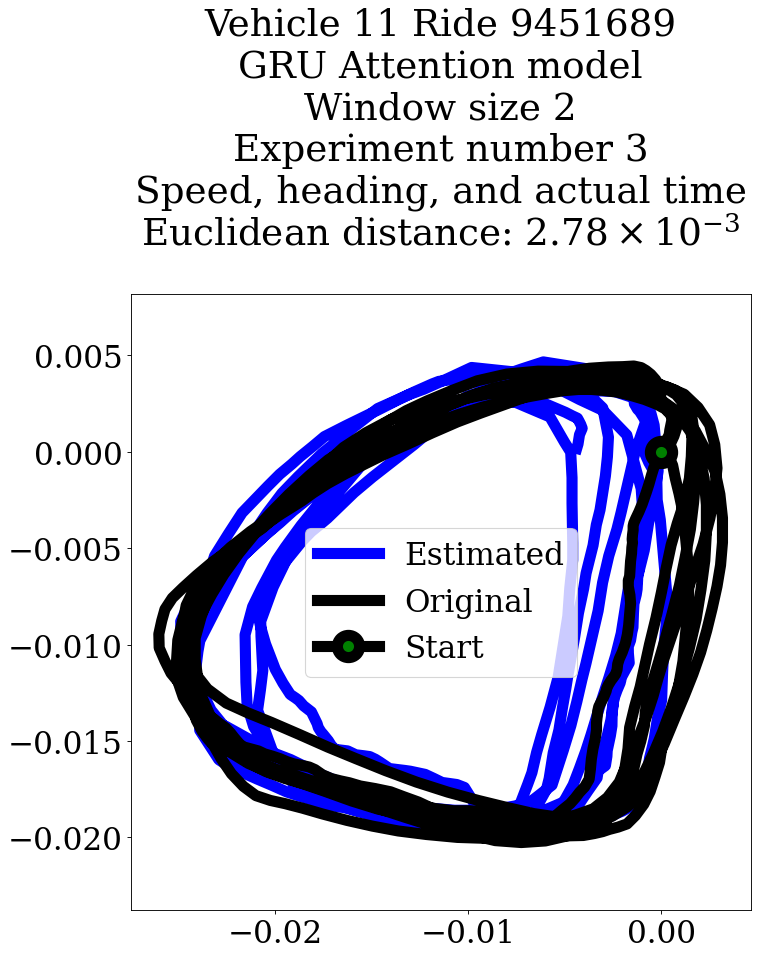 Vehicle 11 Ride 9451689
GRU Attention model
Window size 2
Experiment number 3
Speed, heading, and actual time
Euclidean distance: 2.78 × 10⁻³
0.005
0.000
−0.005
−0.010
−0.015
−0.020
Estimated
Original
Start
−0.02
−0.01
0.00